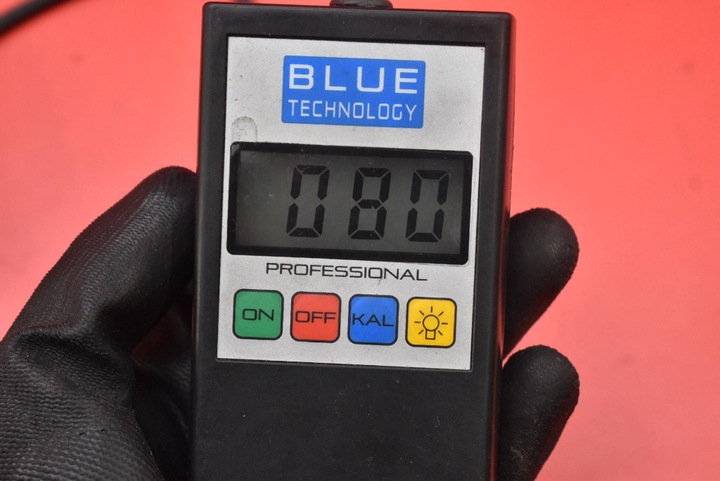 BLUE
TECHNOLOGY
080
PROFESSIONAL
ON OFF KAL